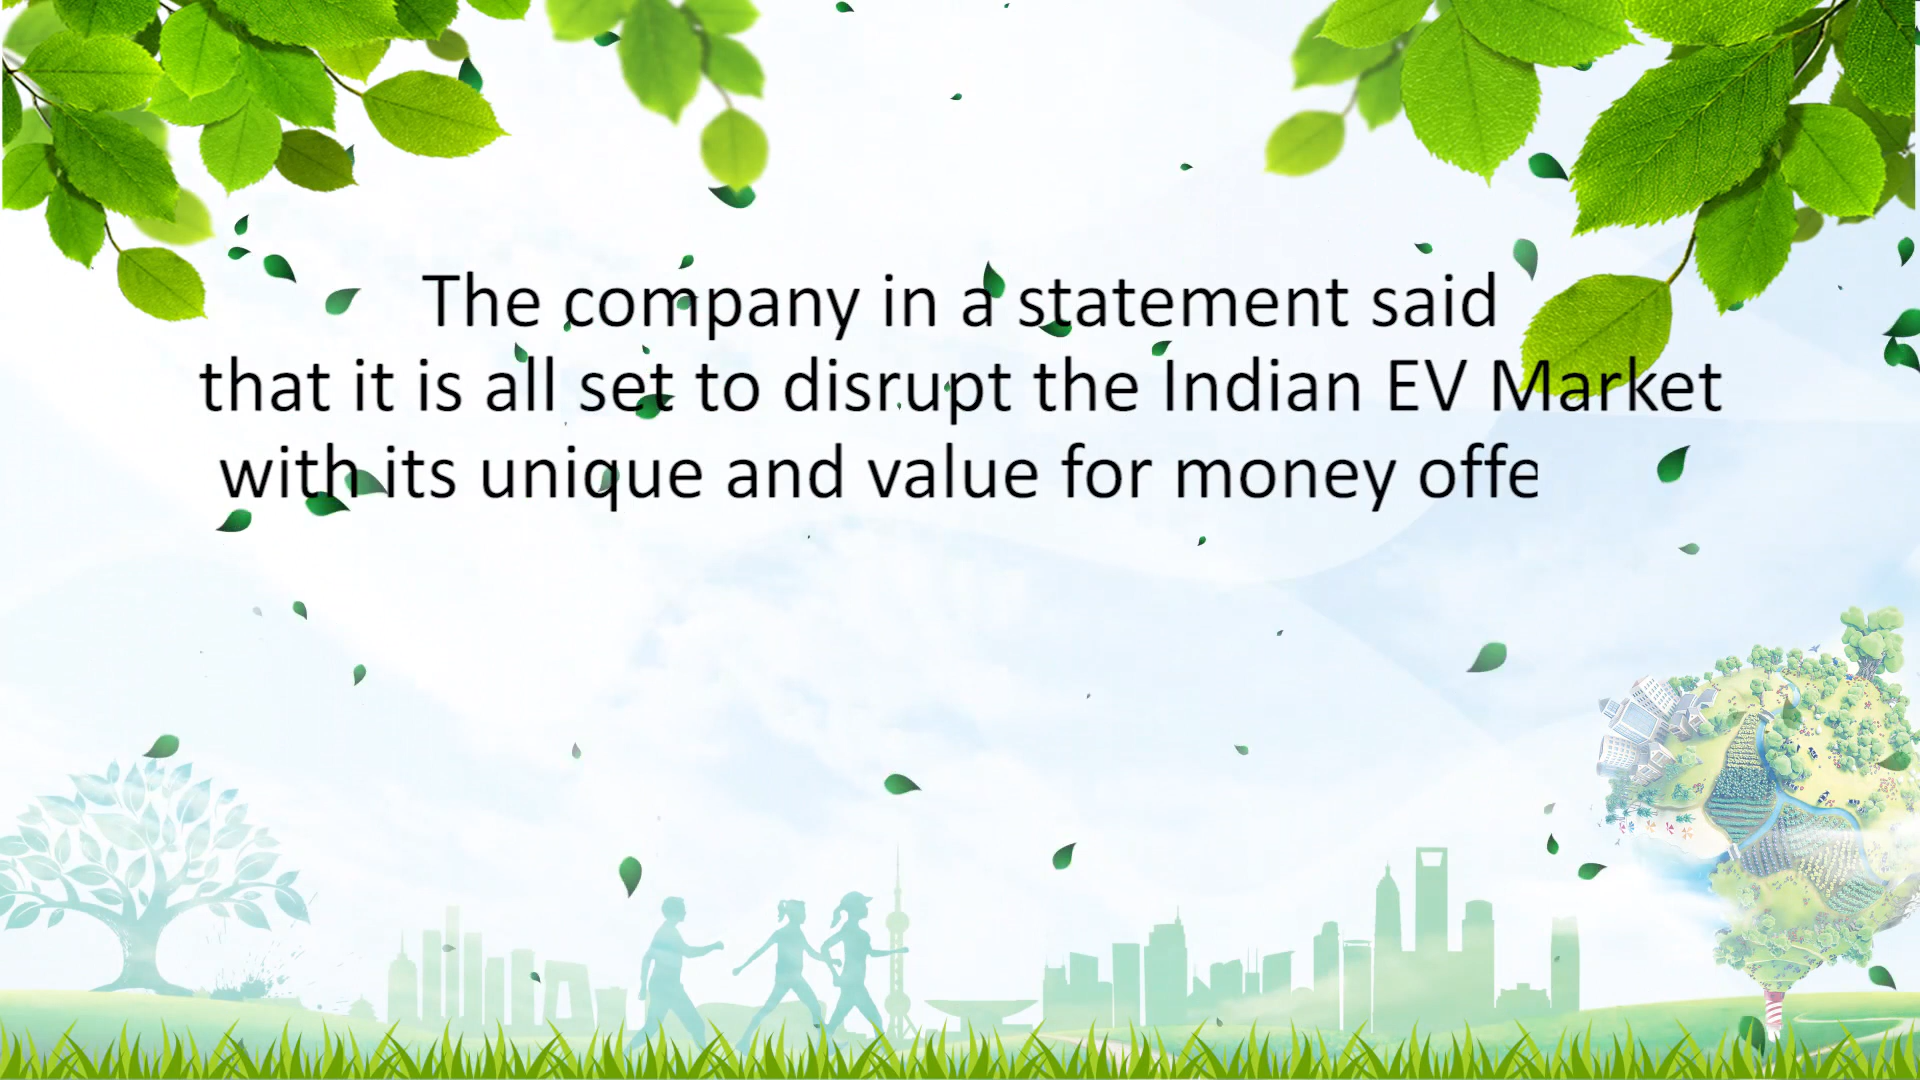 The company in a statement said
that it is all set to disrupt the Indian EV Market
with its unique and value for money offe